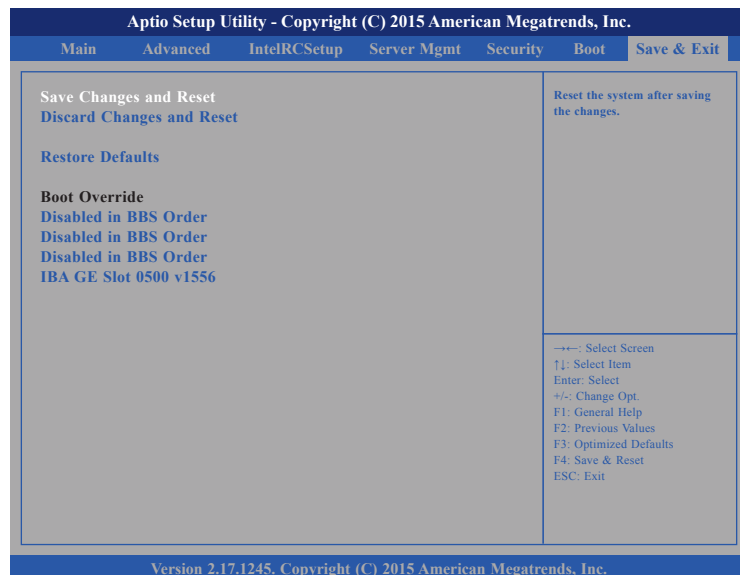 Aptio Setup Utility - Copyright (C) 2015 American Megatrends, Inc.
Main Advanced IntelRCSetup Server Mgmt Security Boot Save & Exit
Save Changes and Reset
Discard Changes and Reset
Restore Defaults
Boot Override
Disabled in BBS Order
Disabled in BBS Order
Disabled in BBS Order
IBA GE Slot 0500 v1556
Reset the system after saving
the changes.
→←: Select Screen
↑↓: Select Item
Enter: Select
+/-: Change Opt.
F1: General Help
F2: Previous Values
F3: Optimized Defaults
F4: Save & Reset
ESC: Exit
Version 2.17.1245. Copyright (C) 2015 American Megatrends, Inc.